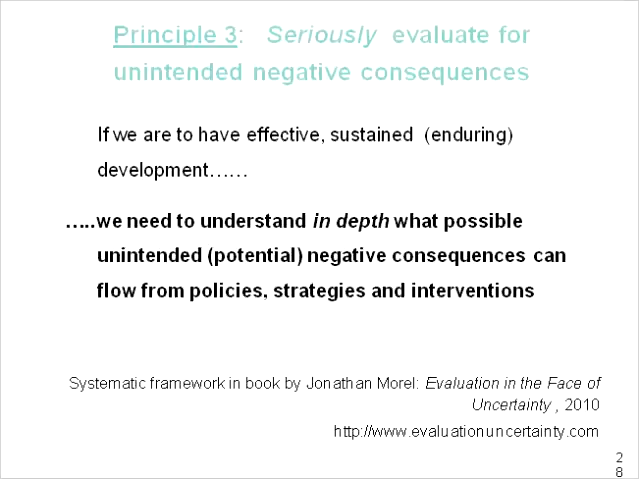 Principle 3:  Seriously  evaluate for
unintended negative consequences
If we are to have effective, sustained  (enduring)
development……
…..we need to understand in depth what possible
unintended (potential) negative consequences can
flow from policies, strategies and interventions
Systematic framework in book by Jonathan Morel: Evaluation in the Face of
Uncertainty , 2010
http://www.evaluationuncertainty.com
2
8